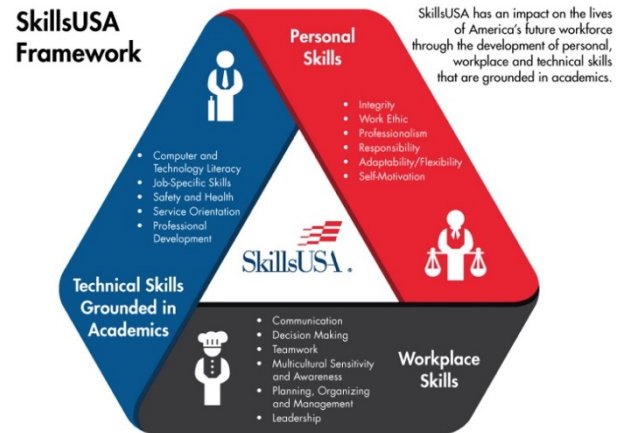 SkillsUSA
Framework
SkillsUSA has an impact on the lives
of America's future workforce
through the development of personal,
workplace and technical skills
that are grounded in academics.
Personal
Skills
• Integrity
• Work Ethic
• Professionalism
• Responsibility
• Adaptability/Flexibility
• Self-Motivation
• Computer and
Technology Literacy
• Job-Specific Skills
• Safety and Health
• Service Orientation
• Professional
Development
SkillsUSA.
Technical Skills
Grounded in
Academics
• Communication
• Decision Making
• Teamwork
• Multicultural Sensitivity
and Awareness
• Planning, Organizing
and Management
• Leadership
Workplace
Skills